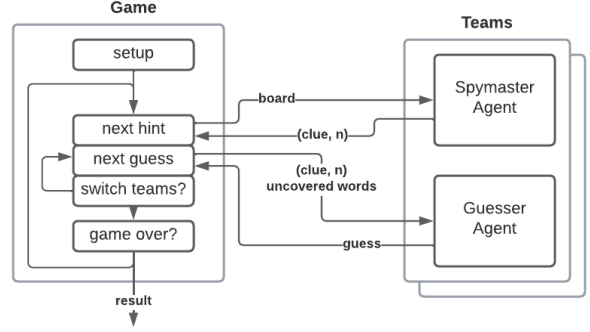 Game
Teams
setup
next hint
next guess
switch teams?
game over?
result
board
(clue, n)
(clue, n)
uncovered words
guess
Spymaster
Agent
Guesser
Agent